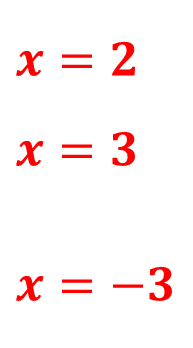 x = 2
x = 3
x = −3